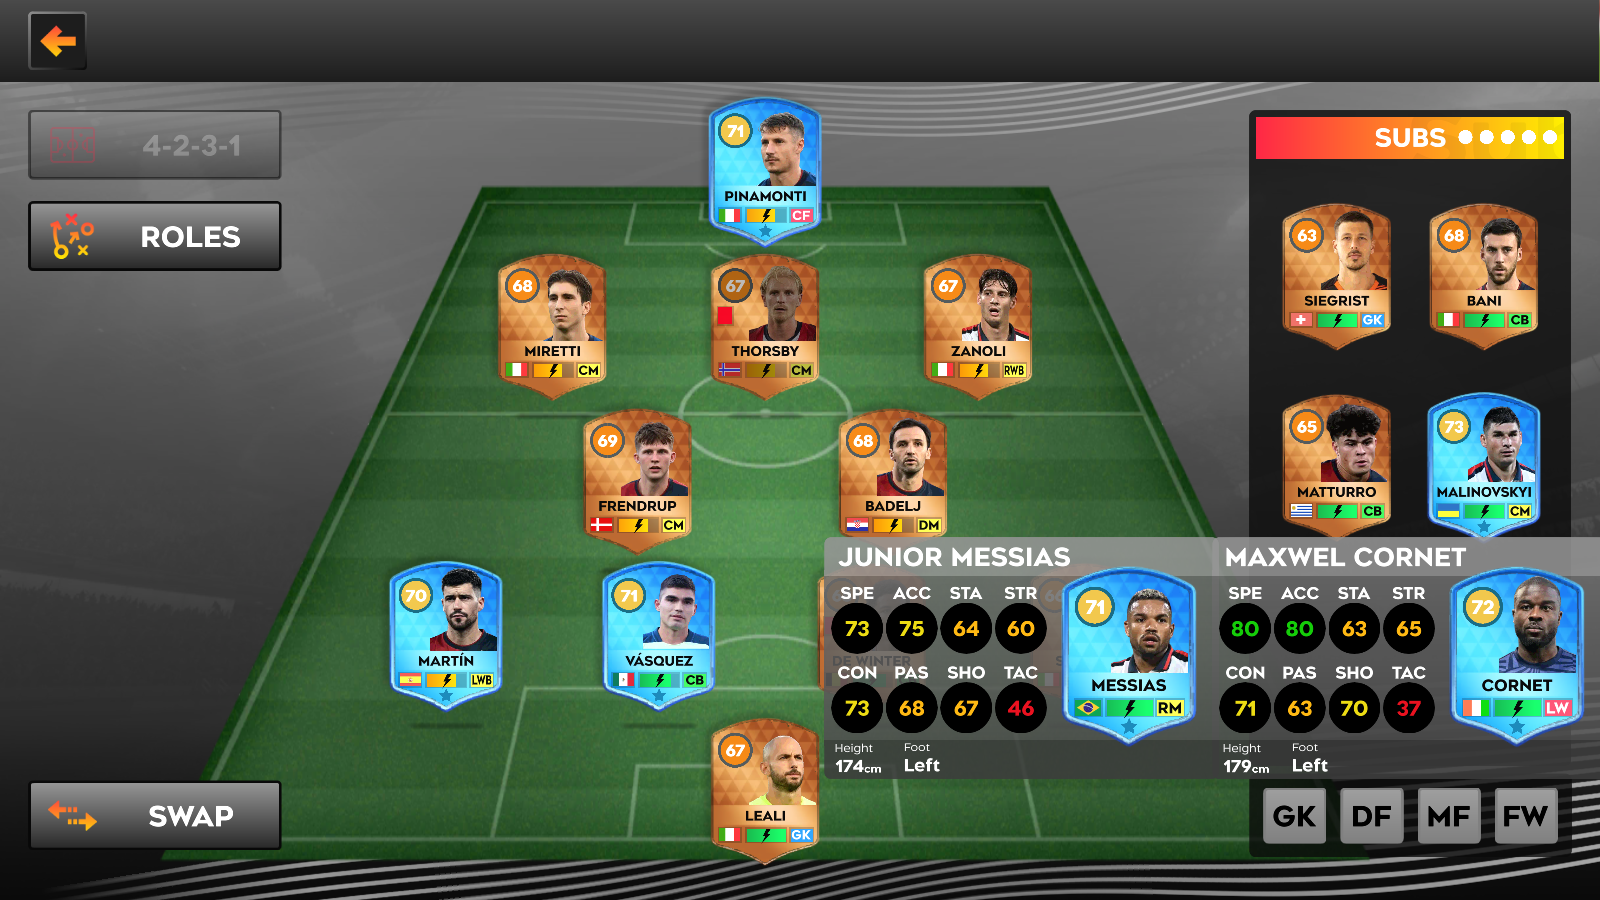 4-2-3-1
ROLES
SWAP
71
PINAMONTI
CF
68
MIRETTI
CM
67
THORSBY
CM
67
ZANOLI
RWB
69
FRENDRUP
CM
68
BADELJ
DM
70
MARTÍN
LWB
71
VÁSQUEZ
CB
DE WINTER
67
LEALI
GK
SUBS
63
SIEGRIST
GK
68
BANI
CB
65
MATTURRO
CB
73
MALINOVSKYI
CM
JUNIOR MESSIAS
SPE ACC STA STR
73 75 64 60
CON PAS SHO TAC
73 68 67 46
Height Foot
174cm Left
71
MESSIAS
RM
MAXWEL CORNET
SPE ACC STA STR
80 80 63 65
CON PAS SHO TAC
71 63 70 37
Height Foot
179cm Left
72
CORNET
LW
GK DF MF FW